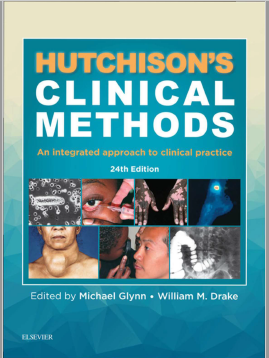 HUTCHISON'S
CLINICAL
METHODS
An integrated approach to clinical practice
24th Edition
Edited by Michael Glynn • William M. Drake
ELSEVIER